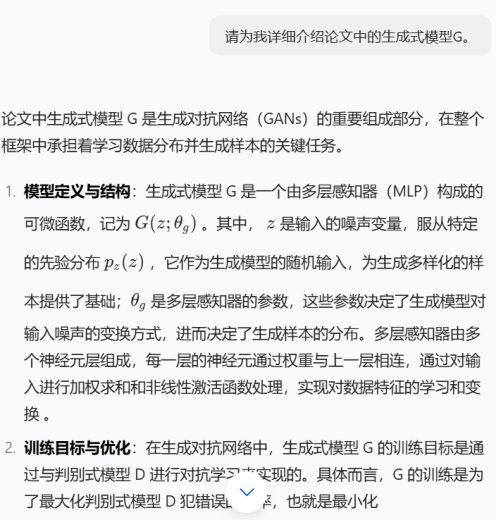 请为我详细介绍论文中的生成式模型G。
论文中生成式模型 G 是生成对抗网络（GANs）的重要组成部分，在整个
框架中承担着学习数据分布并生成样本的关键任务。
1. 模型定义与结构：生成式模型 G 是一个由多层感知器（MLP）构成的
可微函数，记为 G(z; θ_g) 。其中， z 是输入的噪声变量，服从特定
的先验分布 p_z(z) ，它作为生成模型的随机输入，为生成多样化的样
本提供了基础；θ_g 是多层感知器的参数，这些参数决定了生成模型对
输入噪声的变换方式，进而决定了生成样本的分布。多层感知器由多
个神经元层组成，每一层的神经元通过权重与上一层相连，通过对输
入进行加权求和和非线性激活函数处理，实现对数据特征的学习和变
换 。
2. 训练目标与优化：在生成对抗网络中，生成式模型 G 的训练目标是通
过与判别式模型 D 进行对抗学习来实现的。具体而言，G 的训练是为
了最大化判别式模型 D 犯错误的率，也就是最小化